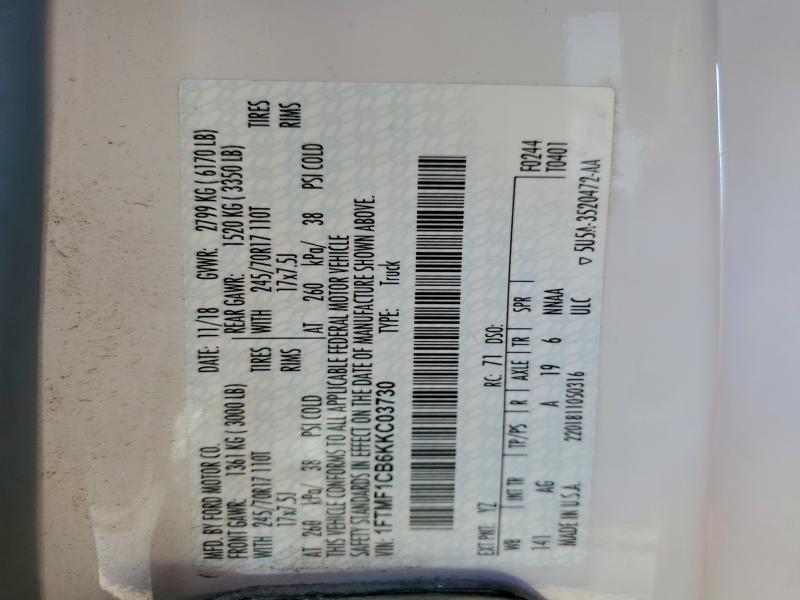 MFD. BY FORD MOTOR CO.
DATE: 11/18 GVWR: 2799 KG ( 6170 LB)
FRONT GAWR: 1361 KG ( 3000 LB)
REAR GAWR: 1520 KG ( 3350 LB)
WITH 245/70R17 110T TIRES
WITH 245/70R17 110T TIRES
17x7.5J RIMS
17x7.5J RIMS
AT 260 kPa/ 38 PSI COLD
AT 260 kPa/ 38 PSI COLD
THIS VEHICLE CONFORMS TO ALL APPLICABLE FEDERAL MOTOR VEHICLE
SAFETY STANDARDS IN EFFECT ON THE DATE OF MANUFACTURE SHOWN ABOVE.
VIN: 1FTMF1CB6KKC03730
TYPE: Truck
EXT PNT: YZ RC: 71 DSO:
WB INT TR TP/PS R AXLE TR SPR
F0244
T0401
141 AG A 19 6 NNAA
MADE IN U.S.A. 2201811050316 ULC
▽ 5U5A-3520472-AA